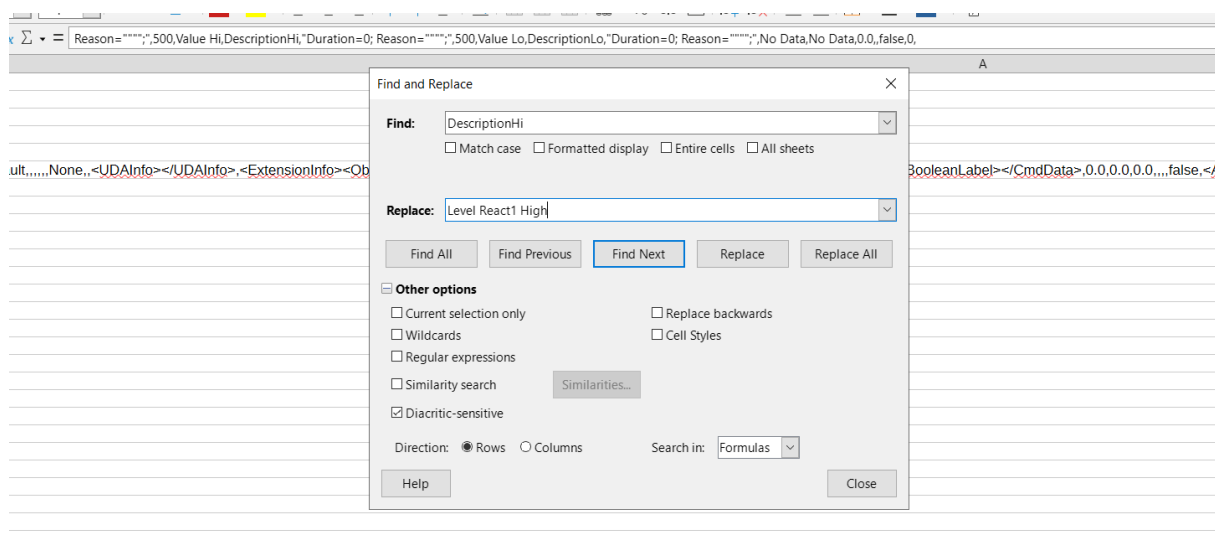 Σ = Reason="""";",500,Value Hi,DescriptionHi,"Duration=0; Reason="""";",500,Value Lo,DescriptionLo,"Duration=0; Reason="""";",No Data,No Data,0.0,,false,0,
A
Find and Replace
Find: DescriptionHi
Match case Formatted display Entire cells All sheets
ult,,,,,,None,,<UDAInfo></UDAInfo>,<ExtensionInfo><Ob BooleanLabel></CmdData>,0.0,0.0,0.0,,,,false,<
Replace: Level React1 High
Find All Find Previous Find Next Replace Replace All
Other options
Current selection only Replace backwards
Wildcards Cell Styles
Regular expressions
Similarity search Similarities...
Diacritic-sensitive
Direction: Rows Columns Search in: Formulas
Help Close